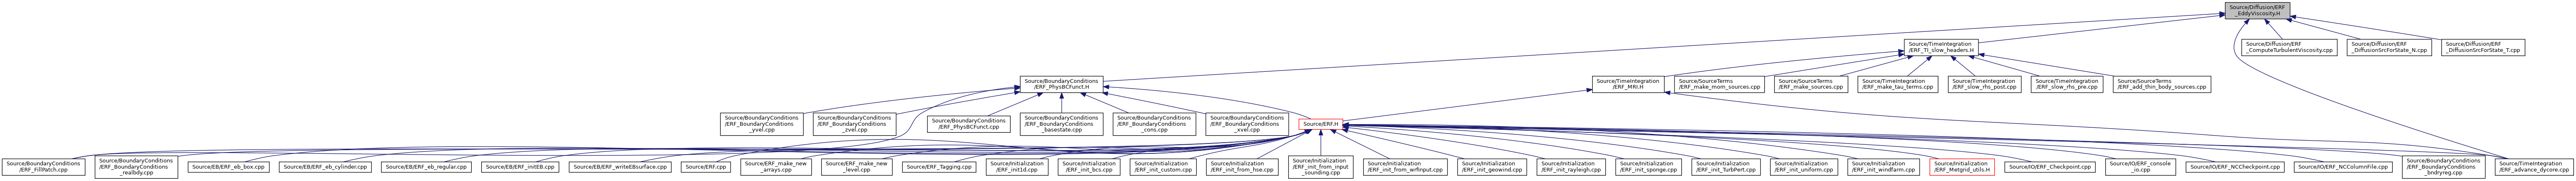 Source/Diffusion/ERF
_EddyViscosity.H
Source/TimeIntegration
/ERF_TI_slow_headers.H
Source/Diffusion/ERF
_ComputeTurbulentViscosity.cpp
Source/Diffusion/ERF
_DiffusionSrcForState_N.cpp
Source/Diffusion/ERF
_DiffusionSrcForState_T.cpp
Source/BoundaryConditions
/ERF_PhysBCFunct.H
Source/TimeIntegration
/ERF_MRI.H
Source/SourceTerms
/ERF_make_mom_sources.cpp
Source/SourceTerms
/ERF_make_sources.cpp
Source/TimeIntegration
/ERF_make_tau_terms.cpp
Source/TimeIntegration
/ERF_slow_rhs_post.cpp
Source/TimeIntegration
/ERF_slow_rhs_pre.cpp
Source/SourceTerms
/ERF_add_thin_body_sources.cpp
Source/BoundaryConditions
/ERF_BoundaryConditions
_yvel.cpp
Source/BoundaryConditions
/ERF_BoundaryConditions
_zvel.cpp
Source/BoundaryConditions
/ERF_PhysBCFunct.cpp
Source/BoundaryConditions
/ERF_BoundaryConditions
_basestate.cpp
Source/BoundaryConditions
/ERF_BoundaryConditions
_cons.cpp
Source/BoundaryConditions
/ERF_BoundaryConditions
_xvel.cpp
Source/ERF.H
Source/BoundaryConditions
/ERF_FillPatch.cpp
Source/BoundaryConditions
/ERF_BoundaryConditions
_realbdy.cpp
Source/EB/ERF_eb_box.cpp
Source/EB/ERF_eb_cylinder.cpp
Source/EB/ERF_eb_regular.cpp
Source/EB/ERF_initEB.cpp
Source/EB/ERF_writeEBsurface.cpp
Source/ERF.cpp
Source/ERF_make_new
_arrays.cpp
Source/ERF_make_new
_level.cpp
Source/ERF_Tagging.cpp
Source/Initialization
/ERF_init1d.cpp
Source/Initialization
/ERF_init_bcs.cpp
Source/Initialization
/ERF_init_custom.cpp
Source/Initialization
/ERF_init_from_hse.cpp
Source/Initialization
/ERF_init_from_input
_sounding.cpp
Source/Initialization
/ERF_init_from_wrfinput.cpp
Source/Initialization
/ERF_init_geowind.cpp
Source/Initialization
/ERF_init_rayleigh.cpp
Source/Initialization
/ERF_init_sponge.cpp
Source/Initialization
/ERF_init_TurbPert.cpp
Source/Initialization
/ERF_init_uniform.cpp
Source/Initialization
/ERF_init_windfarm.cpp
Source/Initialization
/ERF_Metgrid_utils.H
Source/IO/ERF_Checkpoint.cpp
Source/IO/ERF_console
_io.cpp
Source/IO/ERF_NCCheckpoint.cpp
Source/IO/ERF_NCColumnFile.cpp
Source/BoundaryConditions
/ERF_BoundaryConditions
_bndryreg.cpp
Source/TimeIntegration
/ERF_advance_dycore.cpp